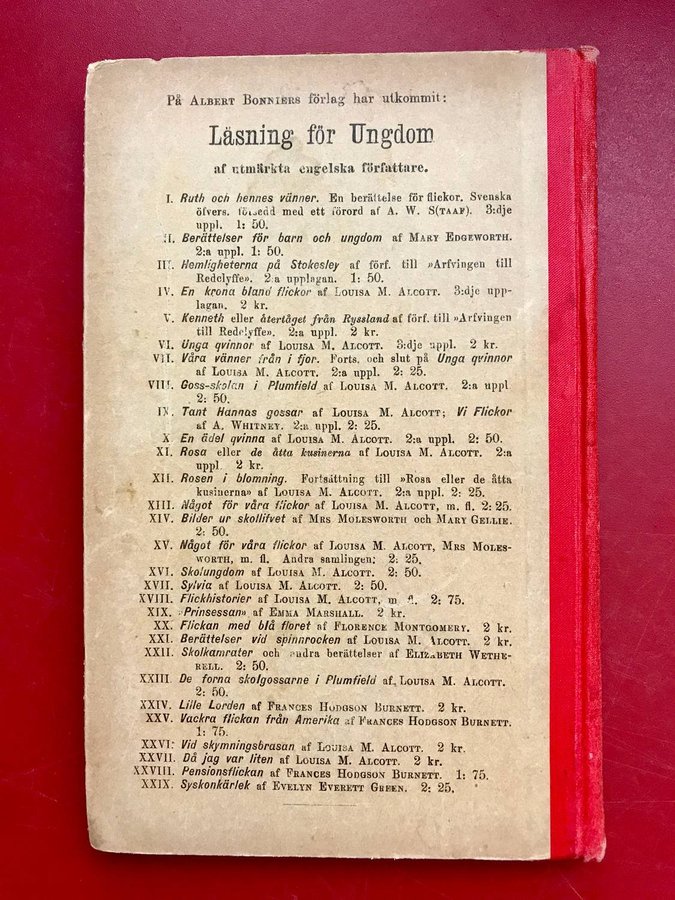 På ALBERT BONNIERS förlag har utkommit:
Läsning för Ungdom
af utmärkta engelska författare.
I. Ruth och hennes vänner. En berättelse för flickor. Svenska
öfvers. försedd med ett förord af A. W. S(TAAF). 3:dje
uppl. 1: 50.
II. Berättelser för barn och ungdom af MARY EDGEWORTH.
2:a uppl. 1: 50.
III. Hemligheterna på Stokesley af förf. till »Arfvingen till
Redclyffe». 2:a upplagan. 1: 50.
IV. En krona bland flickor af LOUISA M. ALCOTT. 3:dje upp-
lagan. 2 kr.
V. Kenneth eller återtåget från Ryssland af förf. till »Arfvingen
till Redclyffe». 2:a uppl. 2 kr.
VI. Unga qvinnor af LOUISA M. ALCOTT. 3:dje uppl. 2 kr.
VII. Våra vänner från i fjor. Forts. och slut på Unga qvinnor
af LOUISA M. ALCOTT. 2:a uppl. 2: 25.
VIII. Goss-skolan i Plumfield af LOUISA M. ALCOTT. 2:a uppl
2: 50.
IX. Tant Hannas gossar af LOUISA M. ALCOTT; Vi Flickor
af A. WHITNEY. 2:a uppl. 2: 25.
X En ädel qvinna af LOUISA M. ALCOTT. 2:a uppl. 2: 50.
XI. Rosa eller de åtta kusinerna af LOUISA M. ALCOTT. 2:a
uppl. 2 kr.
XII. Rosen i blomning. Fortsättning till »Rosa eller de åtta
kusinerna» af LOUISA M. ALCOTT. 2:a uppl. 2: 25.
XIII. Något för våra flickor af LOUISA M. ALCOTT, m. fl. 2: 25.
XIV. Bilder ur skollifvet af MRS MOLESWORTH och MARY GELLIE.
2: 50.
XV. Något för våra flickor af LOUISA M. ALCOTT, MRS MOLES-
WORTH, m. fl. Andra samlingen; 2: 25.
XVI. Skolungdom af LOUISA M. ALCOTT. 2: 50.
XVII. Sylvia af LOUISA M. ALCOTT. 2: 50.
XVIII. Flickhistorier af LOUISA M. ALCOTT, m. fl. 2: 75.
XIX. »Prinsessan» af EMMA MARSHALL. 2 kr.
XX. Flickan med blå floret af FLORENCE MONTGOMERY. 2 kr.
XXI. Berättelser vid spinnrocken af LOUISA M. ALCOTT. 2 kr.
XXII. Skolkamrater och andra berättelser af ELIZABETH WETHE-
RELL. 2: 50.
XXIII. De forna skolgossarne i Plumfield af LOUISA M. ALCOTT.
2: 50.
XXIV. Lille Lorden af FRANCES HODGSON BURNETT. 2 kr.
XXV. Vackra flickan från Amerika af FRANCES HODGSON BURNETT.
1: 75.
XXVI. Vid skymningsbrasan af LOUISA M. ALCOTT. 2 kr.
XXVII. Då jag var liten af LOUISA M. ALCOTT. 2 kr.
XXVIII. Pensionsflickan af FRANCES HODGSON BURNETT. 1: 75.
XXIX. Syskonkärlek af EVELYN EVERETT GREEN. 2: 25.